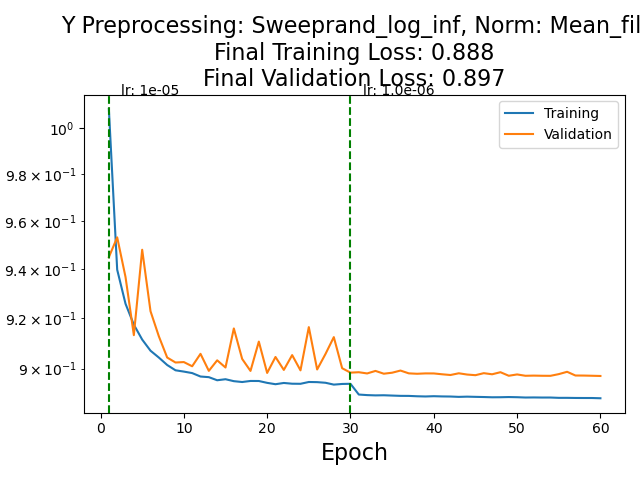 Y Preprocessing: Sweeprand_log_inf, Norm: Mean_fil
Final Training Loss: 0.888
Final Validation Loss: 0.897
lr: 1e-05
lr: 1.0e-06
Training
Validation
10⁰
9.8 × 10⁻¹
9.6 × 10⁻¹
9.4 × 10⁻¹
9.2 × 10⁻¹
9 × 10⁻¹
0 10 20 30 40 50 60
Epoch